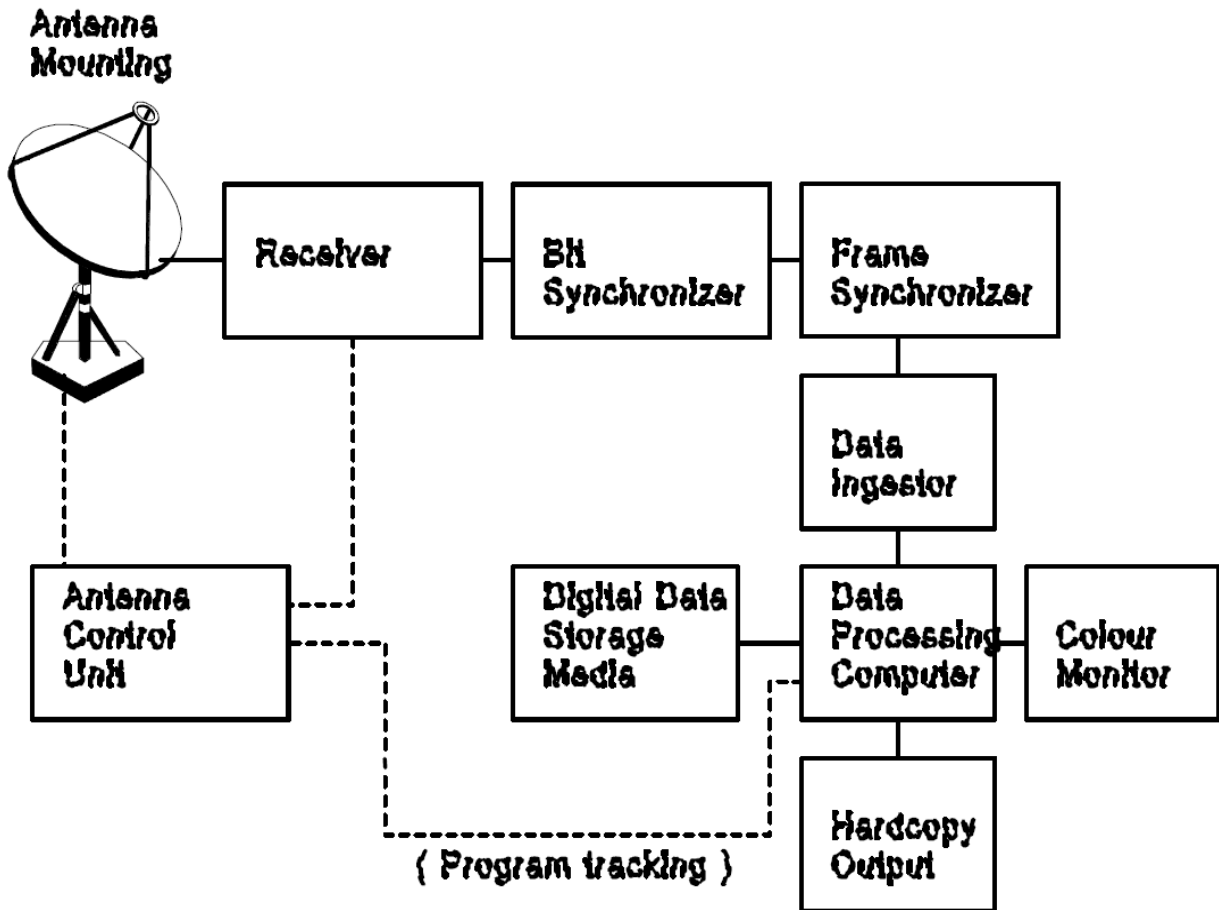 Antenna
Mounting
Receiver
Bit
Synchronizer
Frame
Synchronizer
Data
Ingestor
Antenna
Control
Unit
Digital Data
Storage
Media
Data
Processing
Computer
Colour
Monitor
Hardcopy
Output
( Program tracking )